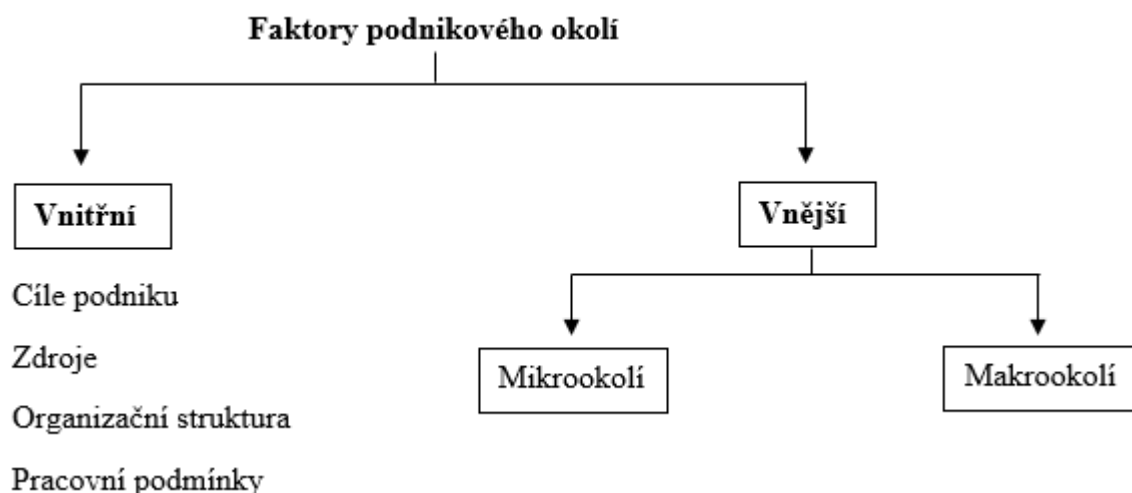 Faktory podnikového okolí
Vnitřní
Vnější
Cíle podniku
Zdroje
Organizační struktura
Pracovní podmínky
Mikrookolí
Makrookolí